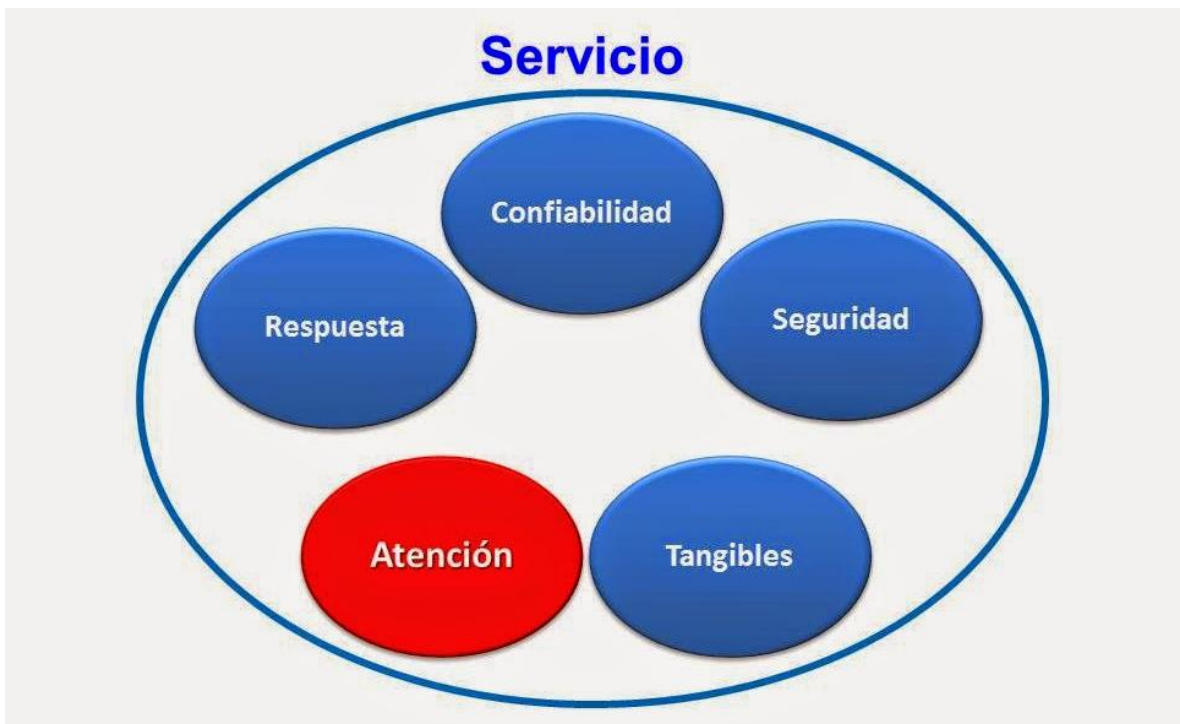 Servicio
Confiabilidad
Respuesta
Seguridad
Atención
Tangibles